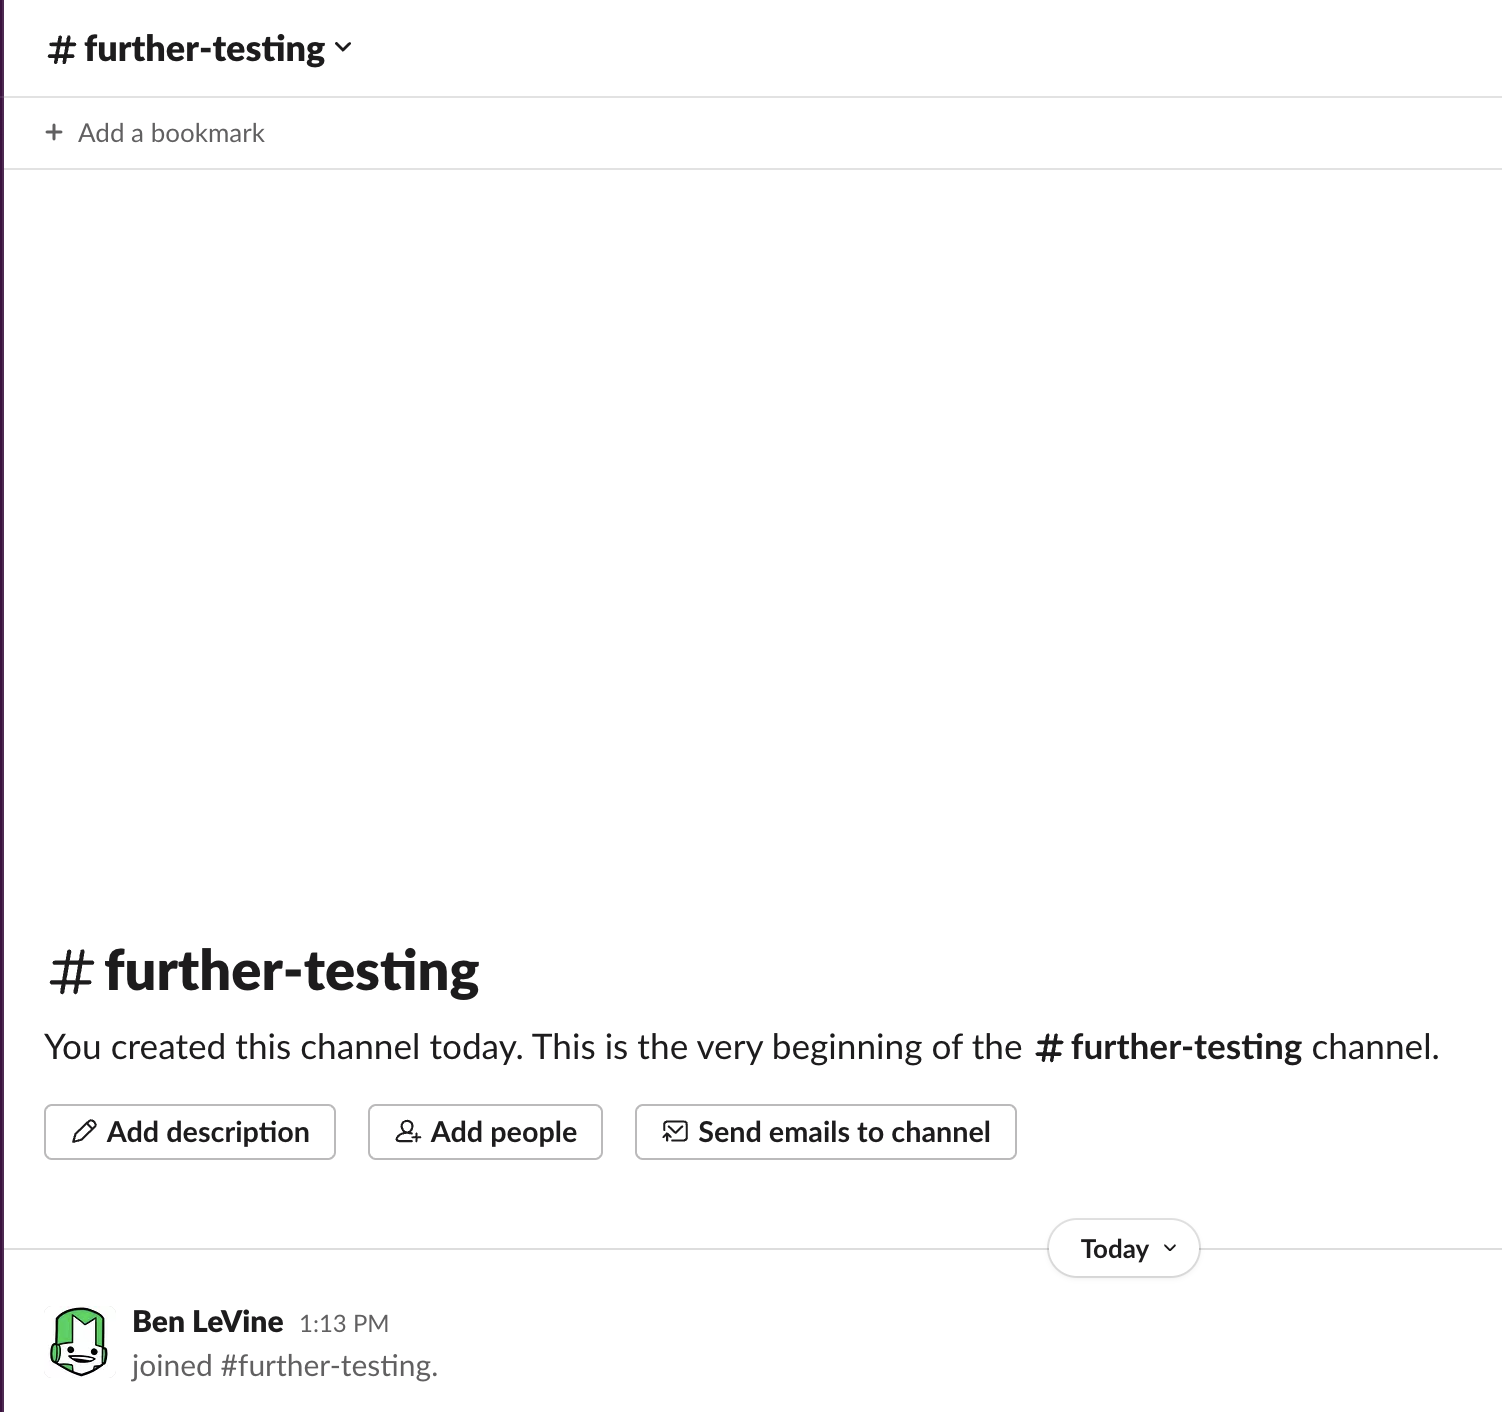 # further-testing
+ Add a bookmark
# further-testing
You created this channel today. This is the very beginning of the # further-testing channel.
Add description Add people Send emails to channel
Today
Ben LeVine 1:13 PM
joined #further-testing.